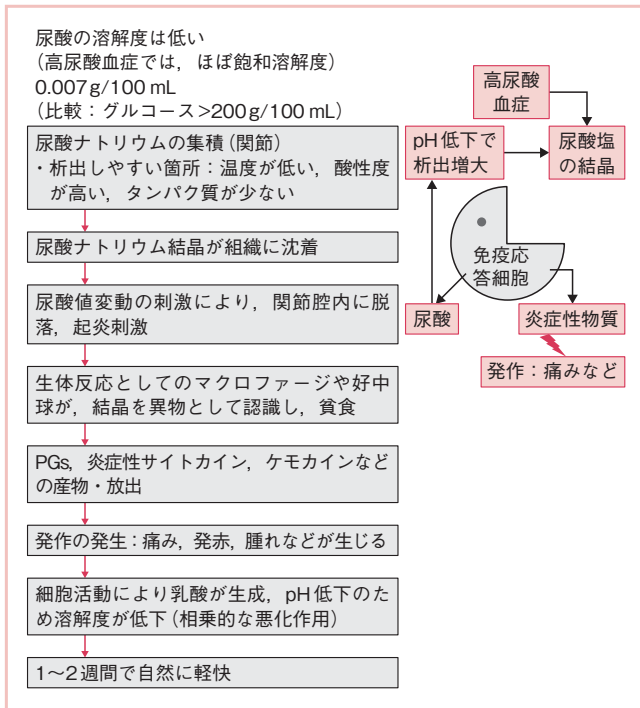 尿酸の溶解度は低い
(高尿酸血症では，ほぼ飽和溶解度)
0.007g/100 mL
(比較：グルコース>200g/100 mL)
尿酸ナトリウムの集積(関節)
・析出しやすい箇所：温度が低い，酸性度
が高い，タンパク質が少ない
尿酸ナトリウム結晶が組織に沈着
尿酸値変動の刺激により，関節腔内に脱
落，起炎刺激
生体反応としてのマクロファージや好中
球が，結晶を異物として認識し，貧食
PGs，炎症性サイトカイン，ケモカインなど
の産物・放出
発作の発生：痛み，発赤，腫れなどが生じる
細胞活動により乳酸が生成，pH低下のた
め溶解度が低下(相乗的な悪化作用)
1〜2週間で自然に軽快
高尿酸
血症
pH低下で
析出増大
尿酸塩
の結晶
免疫応
答細胞
尿酸
炎症性物質
発作：痛みなど